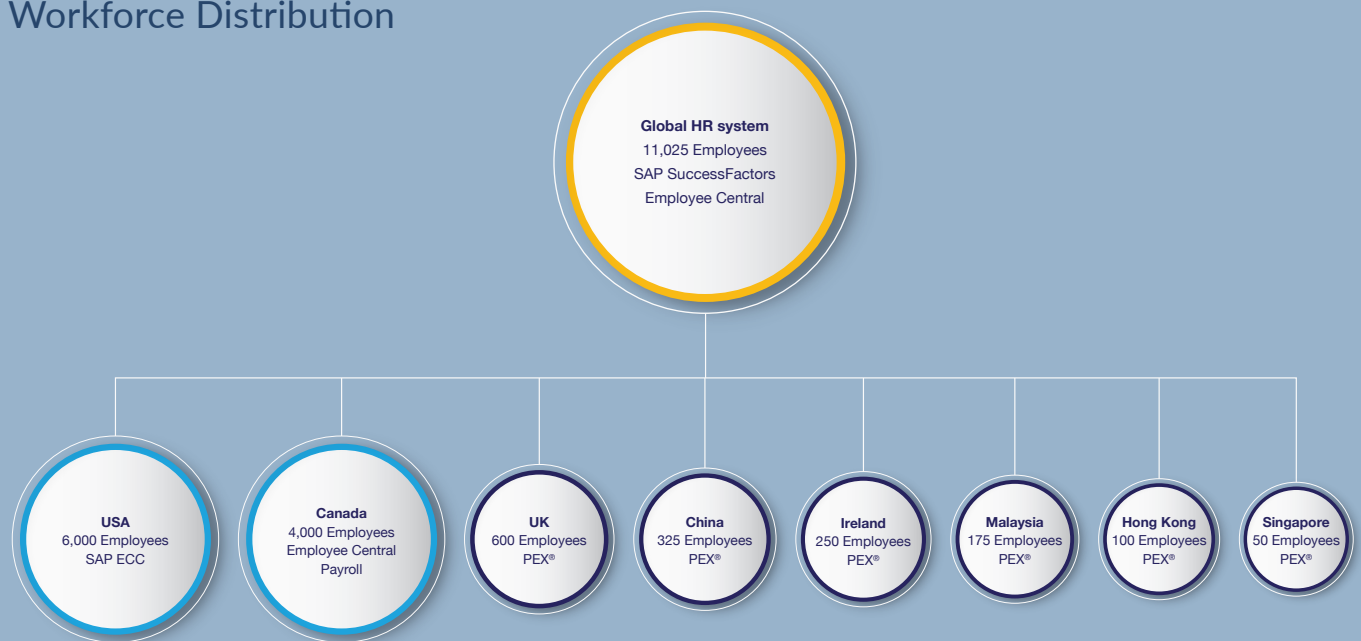 Workforce Distribution
Global HR system
11,025 Employees
SAP SuccessFactors
Employee Central
USA
6,000 Employees
SAP ECC
Canada
4,000 Employees
Employee Central
Payroll
UK
600 Employees
PEX®
China
325 Employees
PEX®
Ireland
250 Employees
PEX®
Malaysia
175 Employees
PEX®
Hong Kong
100 Employees
PEX®
Singapore
50 Employees
PEX®